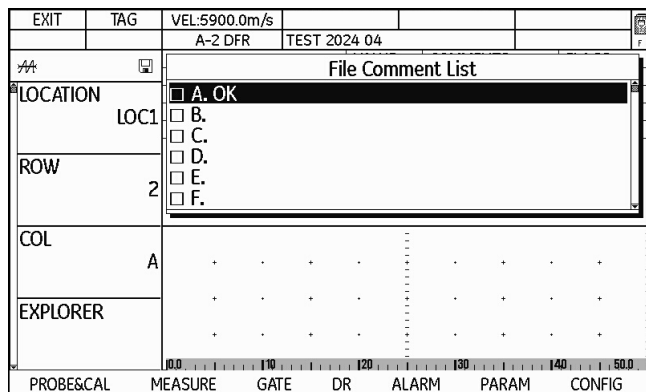 EXIT TAG VEL:5900.0m/s
A-2 DFR TEST 2024 04
File Comment List
LOCATION
LOC1
A. OK
B.
C.
D.
E.
F.
ROW
2
COL
A
EXPLORER
0.0 10 20 30 40 50.0
PROBE&CAL MEASURE GATE DR ALARM PARAM CONFIG